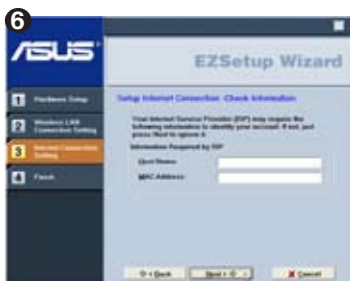 6
ASUS
EZSetup Wizard
1 Hardware Setup
Setup Internet Connection -Check Information
2 Wireless LAN
Connection Setting
Your Internet Service Provider (ISP) may require the
following information to identify your account. If not, just
press Next to ignore it.
3 Internet Connection
Setting
Information Required by ISP
Host Name:
4 Finish
MAC Address:
< Back
Next >
X Cancel